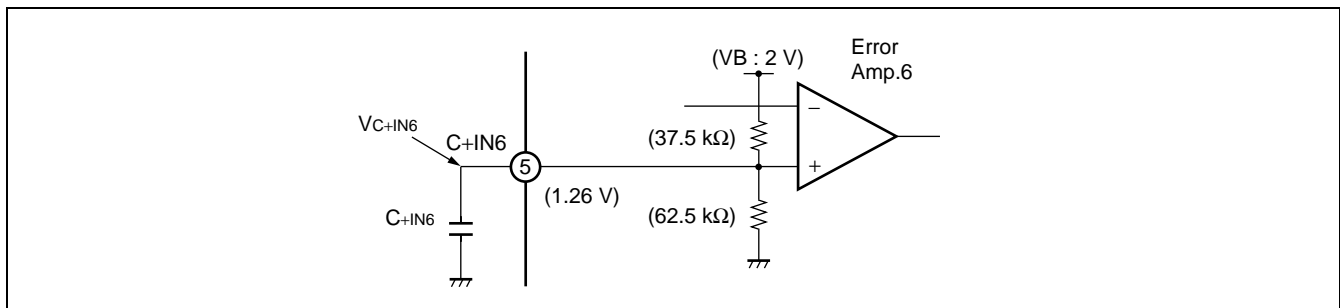 Error
Amp.6
(VB : 2 V)
−
VC+IN6
C+IN6
(37.5 kΩ)
5
+
(1.26 V)
C+IN6
(62.5 kΩ)